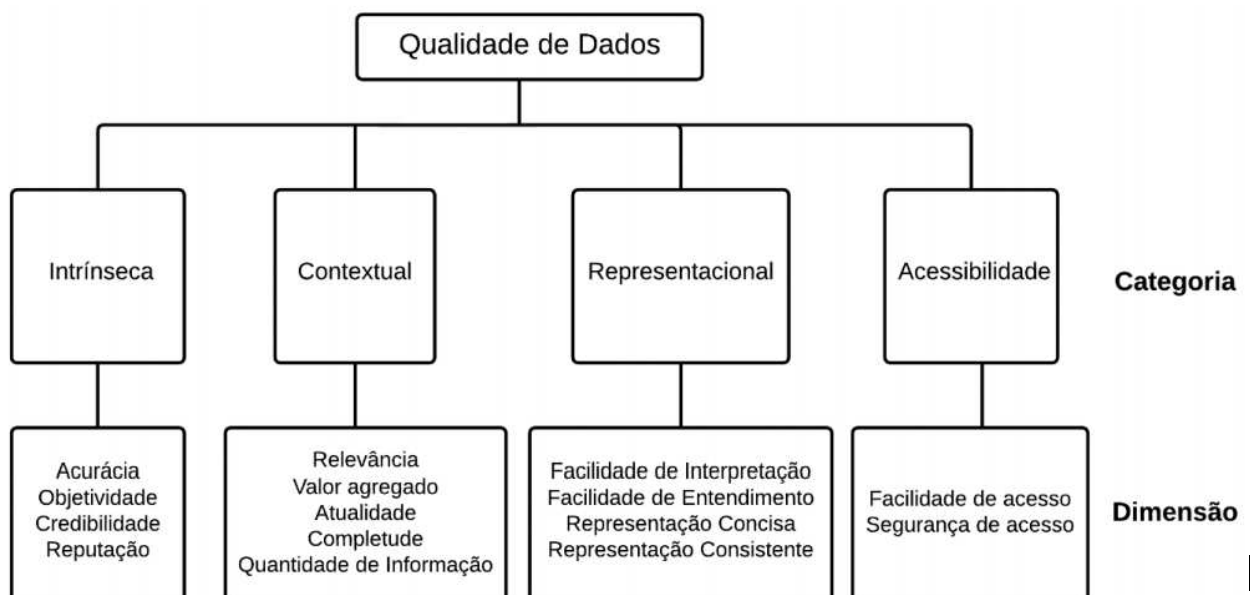 Qualidade de Dados
Intrínseca
Contextual
Representacional
Acessibilidade
Categoria
Acurácia
Objetividade
Credibilidade
Reputação
Relevância
Valor agregado
Atualidade
Completude
Quantidade de Informação
Facilidade de Interpretação
Facilidade de Entendimento
Representação Concisa
Representação Consistente
Facilidade de acesso
Segurança de acesso
Dimensão